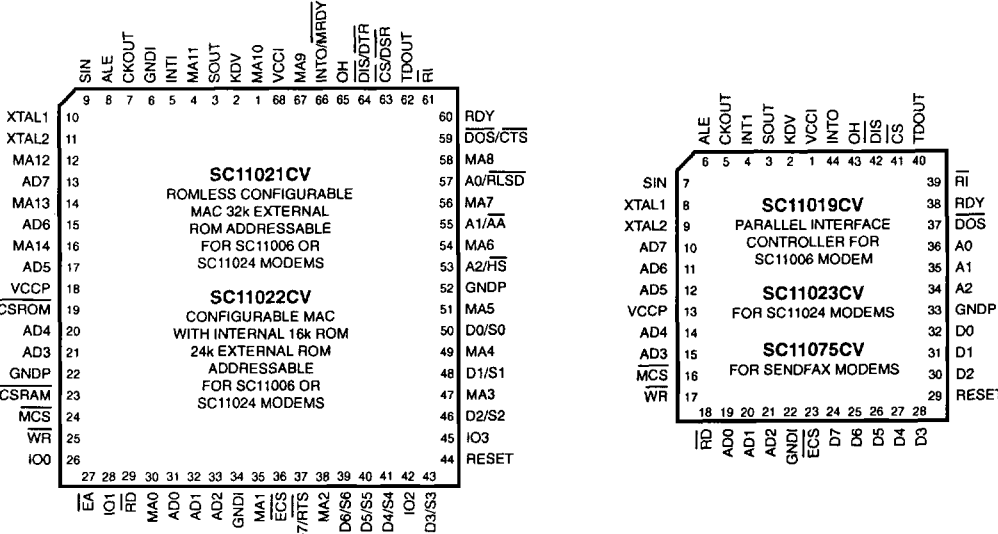 SIN
ALE
CKOUT
GNDI
INTI
MA11
SOUT
KDV
MA10
VCCI
MA9
INTO/MRDY
OH
DIS/DTR
CS/DSR
TDOUT
RI
9 8 7 6 5 4 3 2 1 68 67 66 65 64 63 62 61
XTAL1 10
XTAL2 11
MA12 12
AD7 13
MA13 14
AD6 15
MA14 16
AD5 17
VCCP 18
CSROM 19
AD4 20
AD3 21
GNDP 22
CSRAM 23
MCS 24
WR 25
IO0 26
SC11021CV
ROMLESS CONFIGURABLE
MAC 32k EXTERNAL
ROM ADDRESSABLE
FOR SC11006 OR
SC11024 MODEMS
SC11022CV
CONFIGURABLE MAC
WITH INTERNAL 16k ROM
24k EXTERNAL ROM
ADDRESSABLE
FOR SC11006 OR
SC11024 MODEMS
60 RDY
59 DOS/CTS
58 MA8
57 A0/RLSD
56 MA7
55 A1/AA
54 MA6
53 A2/HS
52 GNDP
51 MA5
50 D0/S0
49 MA4
48 D1/S1
47 MA3
46 D2/S2
45 IO3
44 RESET
27 28 29 30 31 32 33 34 35 36 37 38 39 40 41 42 43
EA
IO1
RD
MA0
AD0
AD1
AD2
GNDI
MA1
ECS
7/RTS
MA2
D6/S6
D5/S5
D4/S4
IO2
D3/S3
ALE
CKOUT
INT1
SOUT
KDV
VCCI
INTO
OH
DIS
CS
TDOUT
6 5 4 3 2 1 44 43 42 41 40
SIN 7
XTAL1 8
XTAL2 9
AD7 10
AD6 11
AD5 12
VCCP 13
AD4 14
AD3 15
MCS 16
WR 17
SC11019CV
PARALLEL INTERFACE
CONTROLLER FOR
SC11006 MODEM
SC11023CV
FOR SC11024 MODEMS
SC11075CV
FOR SENDFAX MODEMS
39 RI
38 RDY
37 DOS
36 A0
35 A1
34 A2
33 GNDP
32 D0
31 D1
30 D2
29 RESET
18 19 20 21 22 23 24 25 26 27 28
RD
AD0
AD1
AD2
GNDI
ECS
D7
D6
D5
D4
D3